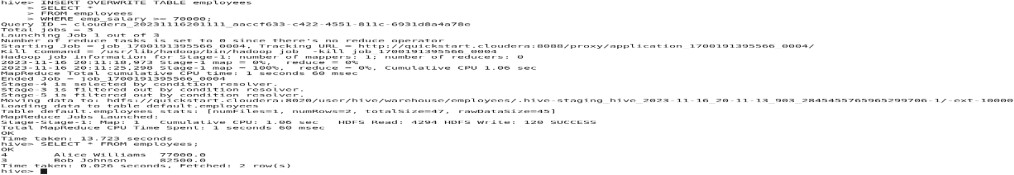 hive> INSERT OVERWRITE TABLE employees
> SELECT *
> FROM employees
> WHERE emp_salary >= 70000;
Query ID = cloudera_20231116201111_aaccf633-c422-4551-811c-6931d8a4a78e
Total jobs = 3
Launching Job 1 out of 3
Number of reduce tasks is set to 0 since there's no reduce operator
Starting Job = job_1700191395566_0004, Tracking URL = http://quickstart.cloudera:8088/proxy/application_1700191395566_0004/
Kill Command = /usr/lib/hadoop/bin/hadoop job  -kill job_1700191395566_0004
Hadoop job information for Stage-1: number of mappers: 1; number of reducers: 0
2023-11-16 20:11:18,973 Stage-1 map = 0%,  reduce = 0%
2023-11-16 20:11:25,298 Stage-1 map = 100%,  reduce = 0%, Cumulative CPU 1.06 sec
MapReduce Total cumulative CPU time: 1 seconds 60 msec
Ended Job = job_1700191395566_0004
Stage-4 is selected by condition resolver.
Stage-3 is filtered out by condition resolver.
Stage-5 is filtered out by condition resolver.
Moving data to: hdfs://quickstart.cloudera:8020/user/hive/warehouse/employees/.hive-staging_hive_2023-11-16_20-11-13_903_2845455765965299706-1/-ext-10000
Loading data to table default.employees
Table default.employees stats: [numFiles=1, numRows=2, totalSize=47, rawDataSize=45]
MapReduce Jobs Launched:
Stage-Stage-1: Map: 1   Cumulative CPU: 1.06 sec   HDFS Read: 4294 HDFS Write: 120 SUCCESS
Total MapReduce CPU Time Spent: 1 seconds 60 msec
OK
Time taken: 13.723 seconds
hive> SELECT * FROM employees;
OK
4 Alice Williams 77000.0
3 Bob Johnson 82500.0
Time taken: 0.026 seconds, Fetched: 2 row(s)
hive>